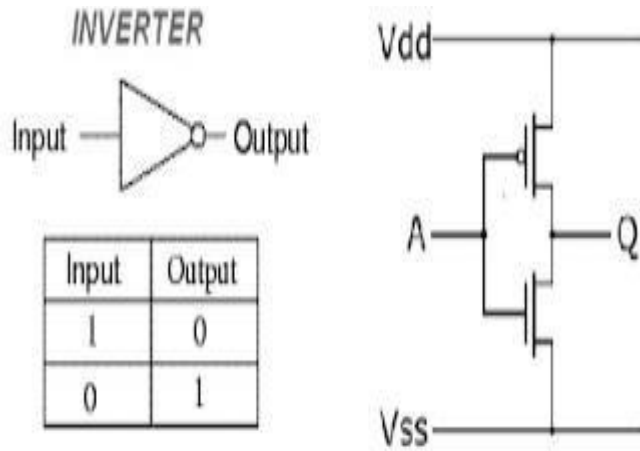 INVERTER
Input Output
Input Output
1 0
0 1
Vdd
A Q
Vss